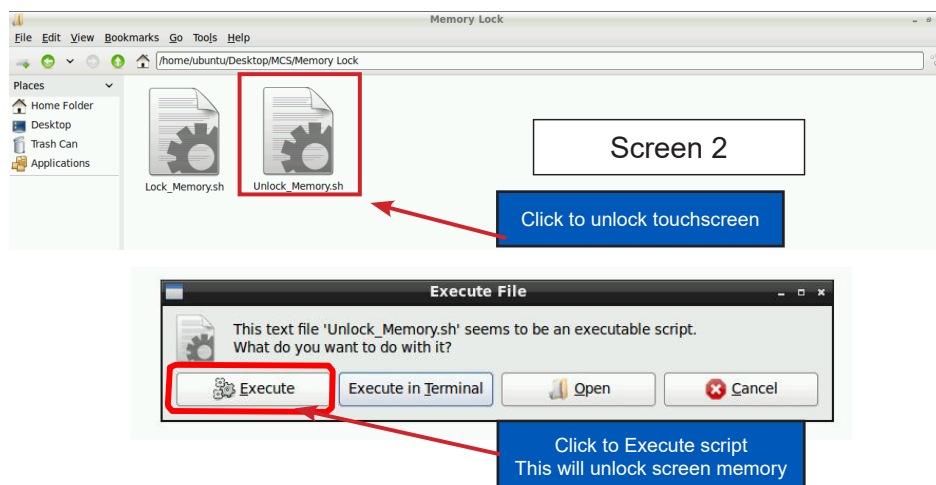 Memory Lock
File Edit View Bookmarks Go Tools Help
/home/ubuntu/Desktop/MCS/Memory Lock
Places
Home Folder
Desktop
Trash Can
Applications
Lock_Memory.sh
Unlock_Memory.sh
Screen 2
Click to unlock touchscreen
Execute File
This text file 'Unlock_Memory.sh' seems to be an executable script.
What do you want to do with it?
Execute
Execute in Terminal
Open
Cancel
Click to Execute script
This will unlock screen memory